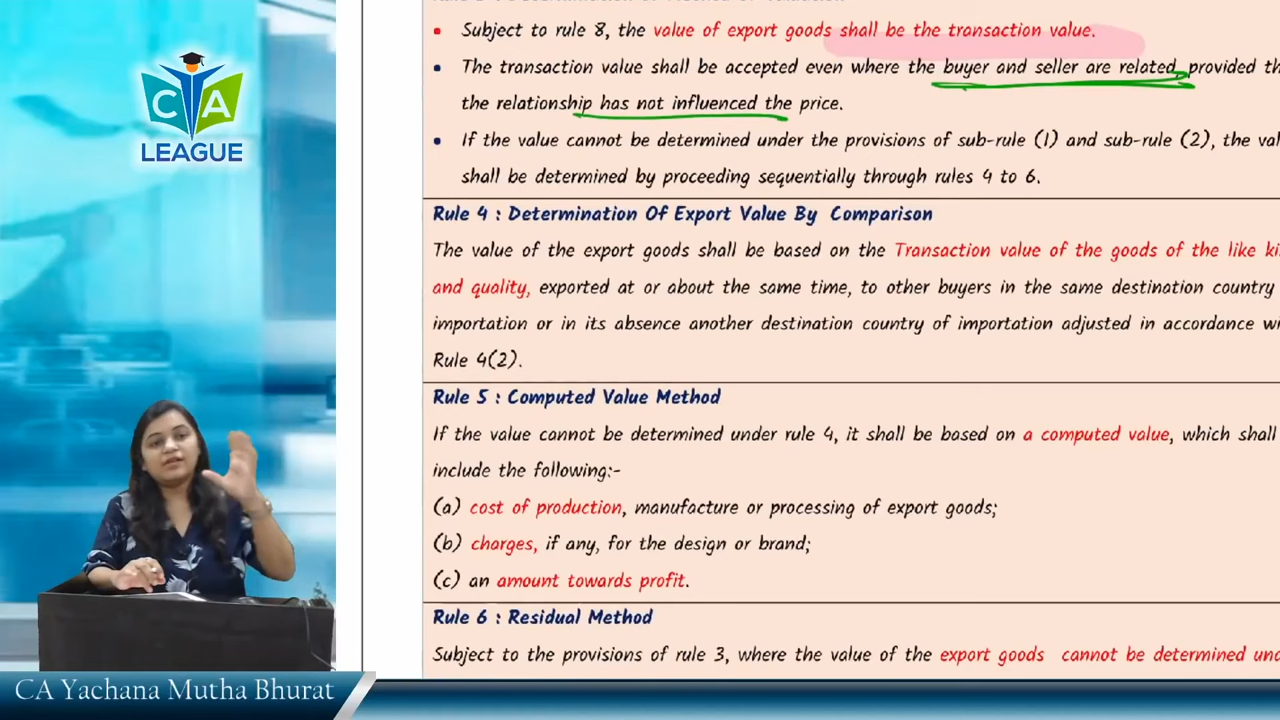 Subject to rule 8, the value of export goods shall be the transaction value.
The transaction value shall be accepted even where the buyer and seller are related, provided
the relationship has not influenced the price.
If the value cannot be determined under the provisions of sub-rule (1) and sub-rule (2), the
shall be determined by proceeding sequentially through rules 4 to 6.
Rule 4 : Determination Of Export Value By Comparison
The value of the export goods shall be based on the Transaction value of the goods of the like
and quality, exported at or about the same time, to other buyers in the same destination country
importation or in its absence another destination country of importation adjusted in accordance
Rule 4(2).
Rule 5 : Computed Value Method
If the value cannot be determined under rule 4, it shall be based on a computed value, which shall
include the following:-
(a) cost of production, manufacture or processing of export goods;
(b) charges, if any, for the design or brand;
(c) an amount towards profit.
Rule 6 : Residual Method
Subject to the provisions of rule 3, where the value of the export goods cannot be determined
CA
LEAGUE
CA Yachana Mutha Bhurat